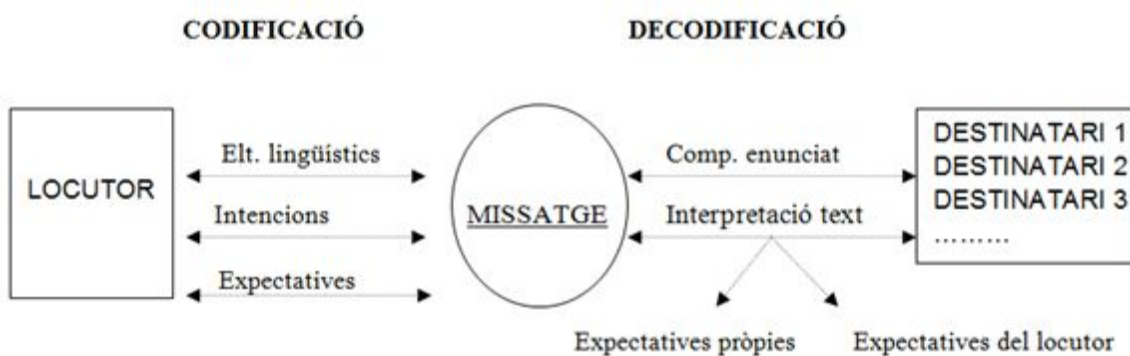 CODIFICACIÓ
DECODIFICACIÓ
LOCUTOR
Elt. lingüístics
Intencions
Expectatives
MISSATGE
Comp. enunciat
Interpretació text
DESTINATARI 1
DESTINATARI 2
DESTINATARI 3
.........
Expectatives pròpies
Expectatives del locutor